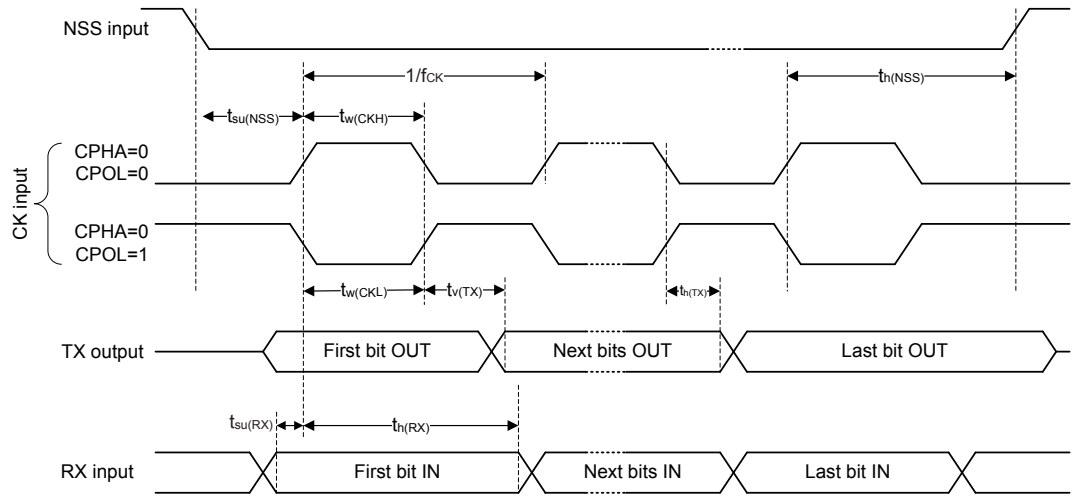 NSS input
1/fCK
th(NSS)
tsu(NSS)
tw(CKH)
CK input
CPHA=0
CPOL=0
CPHA=0
CPOL=1
tw(CKL)
tv(TX)
th(TX)
TX output
First bit OUT
Next bits OUT
Last bit OUT
tsu(RX)
th(RX)
RX input
First bit IN
Next bits IN
Last bit IN